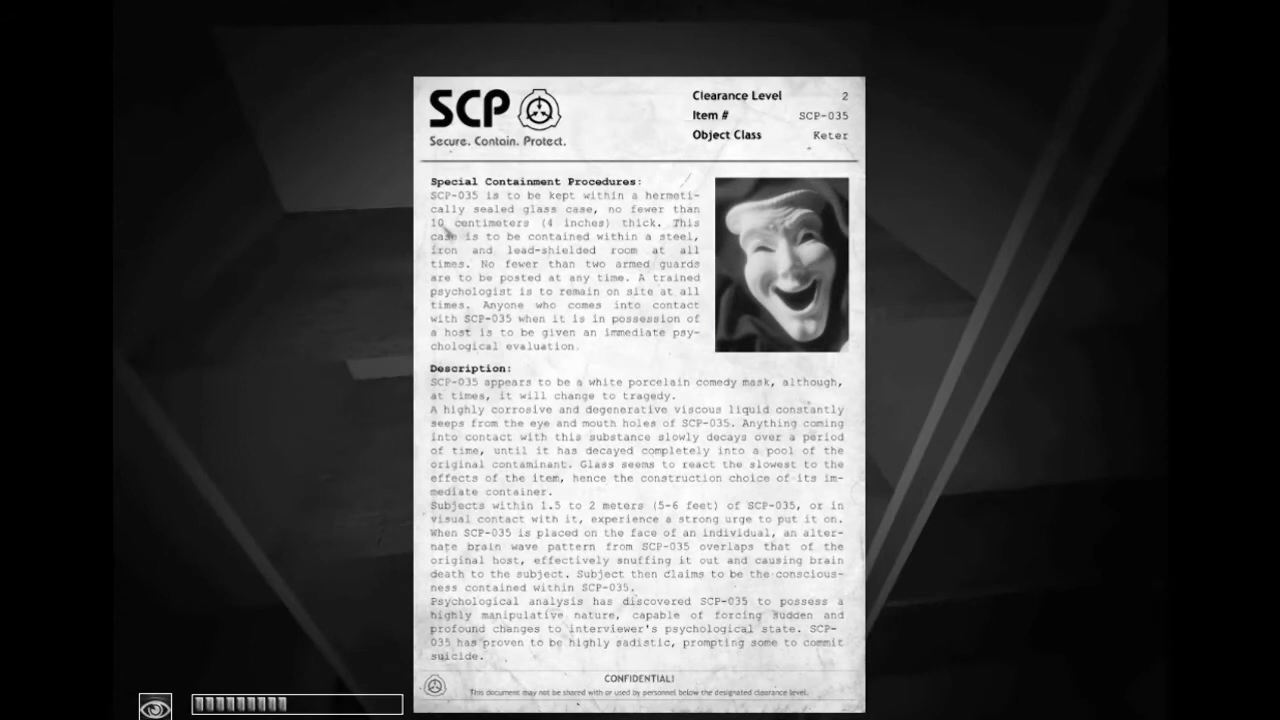 SCP
Secure. Contain. Protect.
Clearance Level 2
Item # SCP-035
Object Class Keter
Special Containment Procedures:
SCP-035 is to be kept within a hermeti-
cally sealed glass case, no fewer than
10 centimeters (4 inches) thick. This
case is to be contained within a steel,
iron and lead-shielded room at all
times. No fewer than two armed guards
are to be posted at any time. A trained
psychologist is to remain on site at all
times. Anyone who comes into contact
with SCP-035 when it is in possession of
a host is to be given an immediate psy-
chological evaluation.
Description:
SCP-035 appears to be a white porcelain comedy mask, although,
at times, it will change to tragedy.
A highly corrosive and degenerative viscous liquid constantly
seeps from the eye and mouth holes of SCP-035. Anything coming
into contact with this substance slowly decays over a period
of time, until it has decayed completely into a pool of the
original contaminant. Glass seems to react the slowest to the
effects of the item, hence the construction choice of its im-
mediate container.
Subjects within 1.5 to 2 meters (5-6 feet) of SCP-035, or in
visual contact with it, experience a strong urge to put it on.
When SCP-035 is placed on the face of an individual, an alter-
nate brain wave pattern from SCP-035 overlaps that of the
original host, effectively snuffing it out and causing brain
death to the subject. Subject then claims to be the conscious-
ness contained within SCP-035.
Psychological analysis has discovered SCP-035 to possess a
highly manipulative nature, capable of forcing sudden and
profound changes to interviewer's psychological state. SCP-
035 has proven to be highly sadistic, prompting some to commit
suicide.
CONFIDENTIAL!
This document may not be shared with or used by personnel below the designated clearance level.